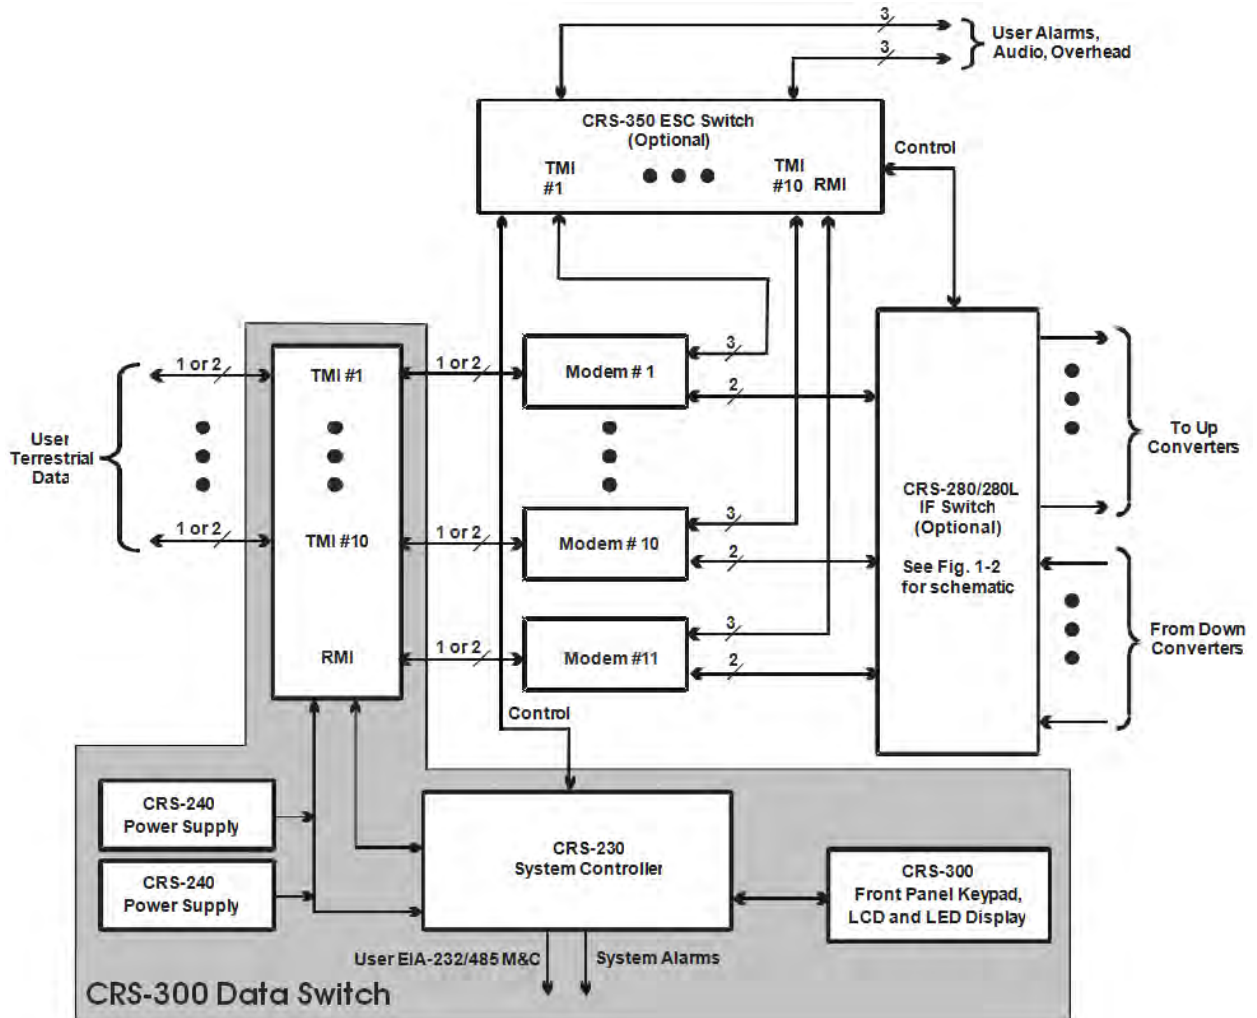 3
3
User Alarms,
Audio, Overhead
CRS-350 ESC Switch
(Optional)
TMI
#1
TMI
#10 RMI
Control
1 or 2
TMI #1
1 or 2
Modem # 1
3
2
User
Terrestrial
Data
To Up
Converters
CRS-280/280L
IF Switch
(Optional)
See Fig. 1-2
for schematic
1 or 2
TMI #10
1 or 2
Modem # 10
3
2
RMI
1 or 2
Modem #11
3
2
From Down
Converters
Control
CRS-240
Power Supply
CRS-240
Power Supply
CRS-230
System Controller
CRS-300
Front Panel Keypad,
LCD and LED Display
User EIA-232/485 M&C
System Alarms
CRS-300 Data Switch